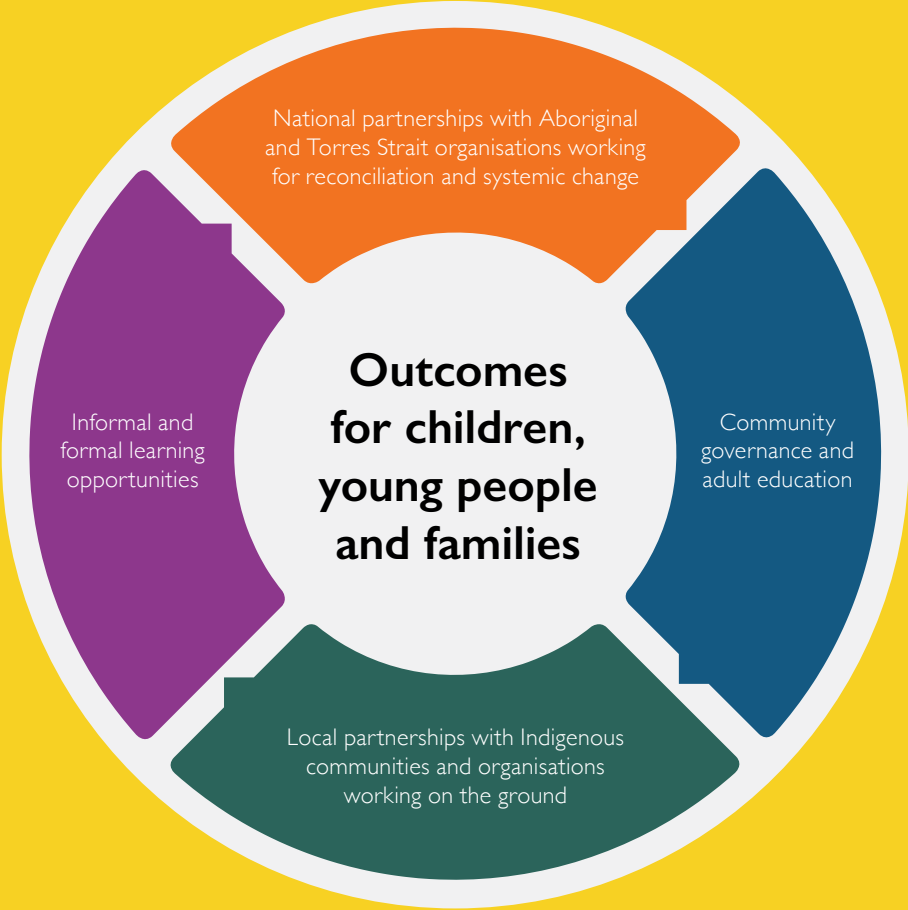 National partnerships with Aboriginal
and Torres Strait organisations working
for reconciliation and systemic change
Informal and
formal learning
opportunities
Outcomes
for children,
young people
and families
Community
governance and
adult education
Local partnerships with Indigenous
communities and organisations
working on the ground